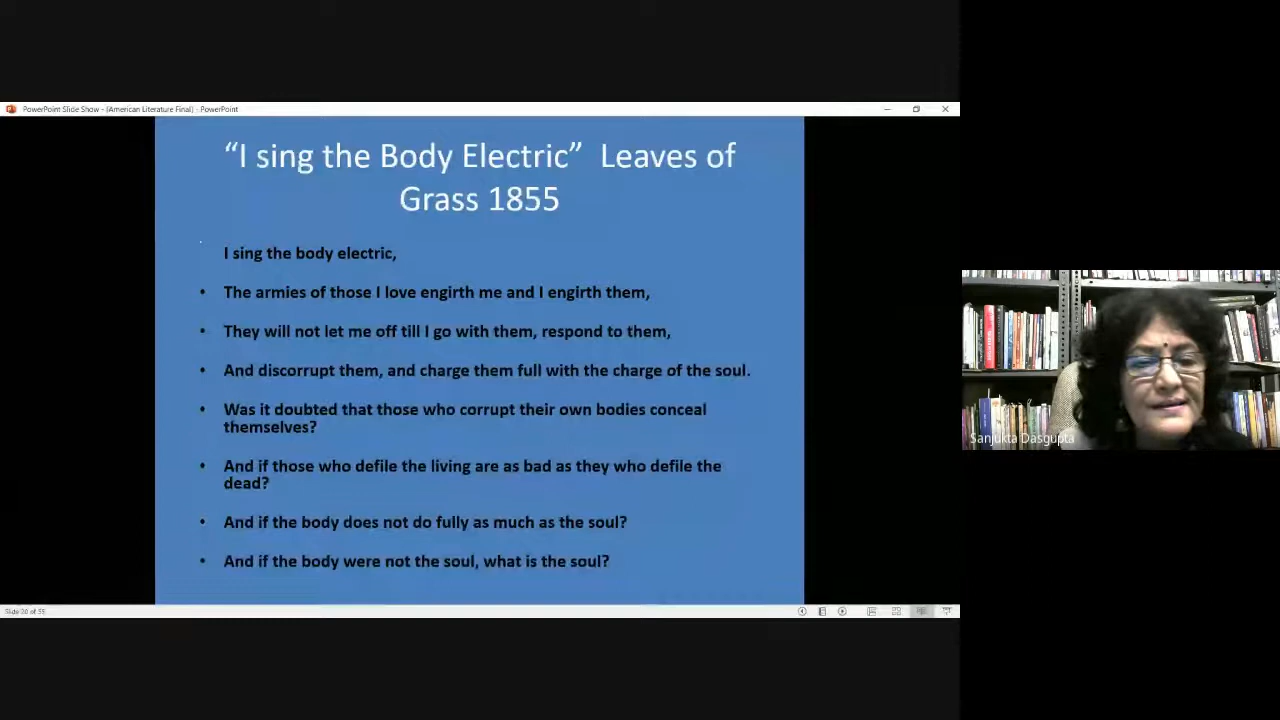 PowerPoint Slide Show - [American Literature Final] - PowerPoint
“I sing the Body Electric” Leaves of
Grass 1855
I sing the body electric,
• The armies of those I love engirth me and I engirth them,
• They will not let me off till I go with them, respond to them,
• And discorrupt them, and charge them full with the charge of the soul.
• Was it doubted that those who corrupt their own bodies conceal
themselves?
• And if those who defile the living are as bad as they who defile the
dead?
• And if the body does not do fully as much as the soul?
• And if the body were not the soul, what is the soul?
Sanjukta Dasgupta